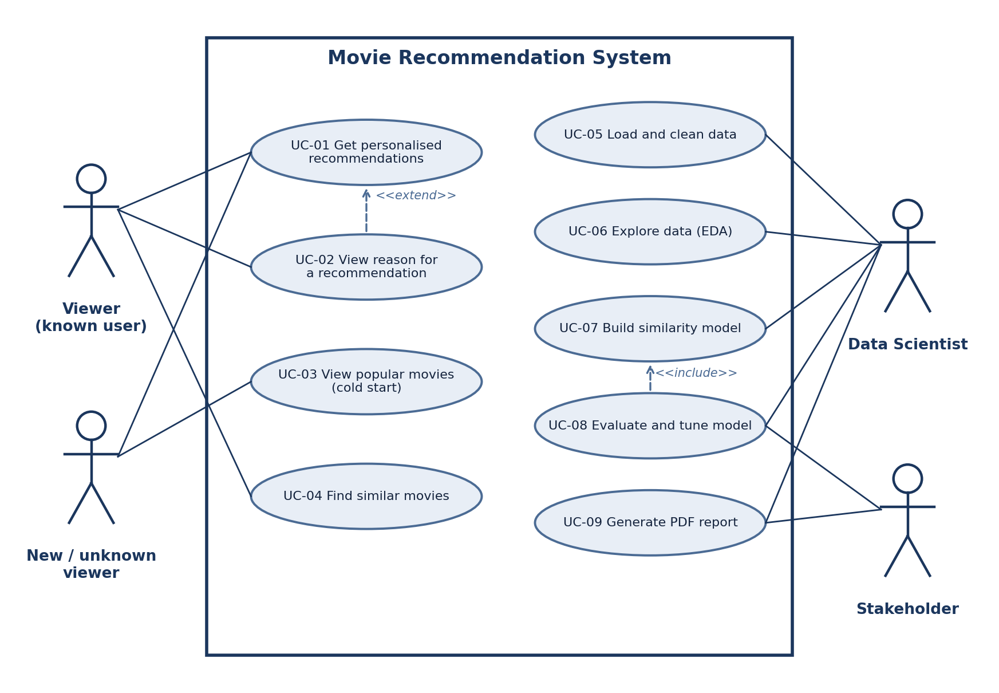 Movie Recommendation System
UC-01 Get personalised
recommendations
<<extend>>
UC-02 View reason for
a recommendation
UC-03 View popular movies
(cold start)
UC-04 Find similar movies
UC-05 Load and clean data
UC-06 Explore data (EDA)
UC-07 Build similarity model
<<include>>
UC-08 Evaluate and tune model
UC-09 Generate PDF report
Viewer
(known user)
New / unknown
viewer
Data Scientist
Stakeholder